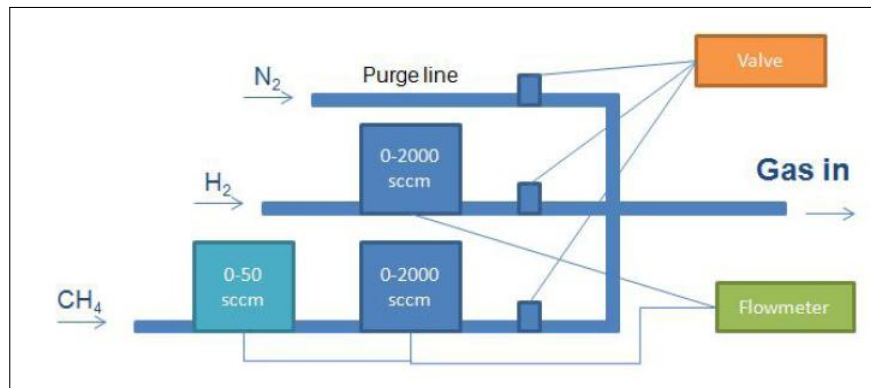 N₂
Purge line
Valve
0-2000
sccm
H₂
Gas in
0-50
sccm
0-2000
sccm
CH₄
Flowmeter